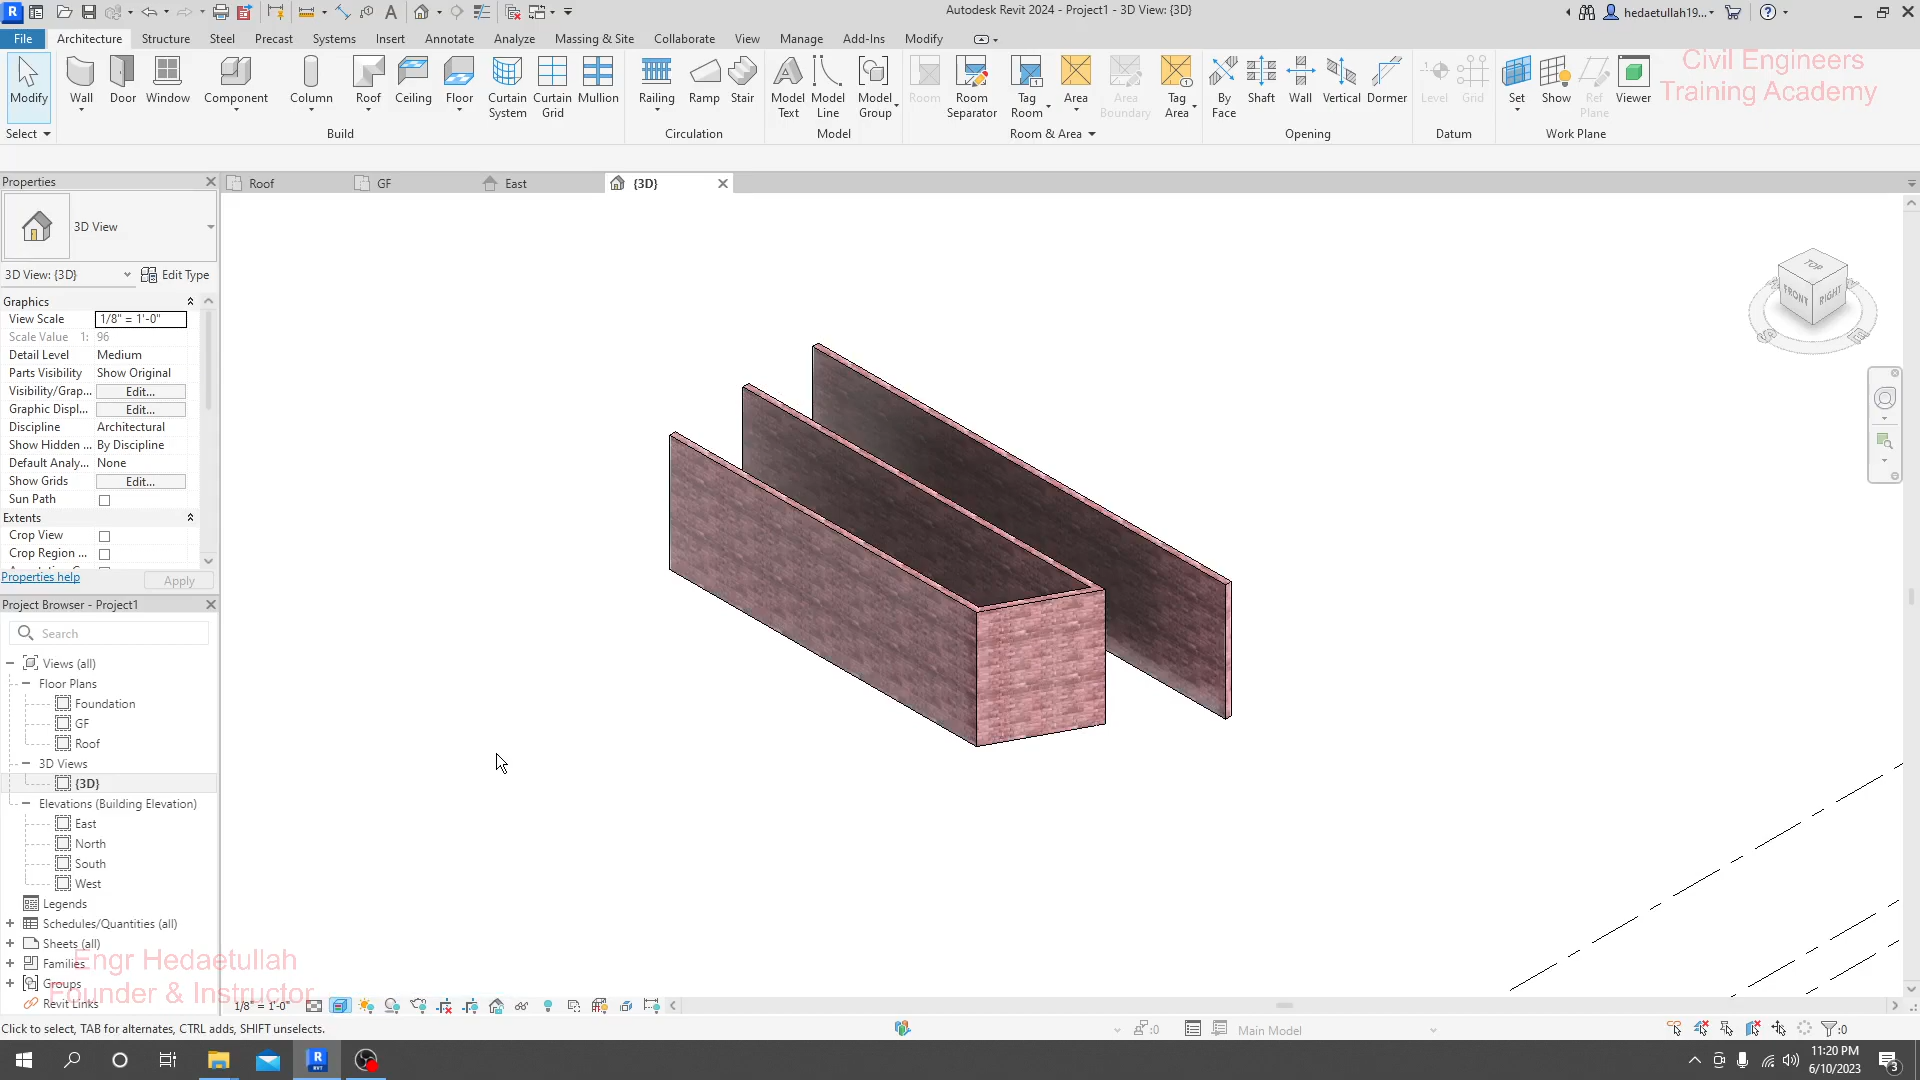 Autodesk Revit 2024 - Project1 - 3D View: {3D}
hedaetullah19...
File Architecture Structure Steel Precast Systems Insert Annotate Analyze Massing & Site Collaborate View Manage Add-Ins Modify
Modify Wall Door Window Component Column Roof Ceiling Floor Curtain System Curtain Grid Mullion Railing Ramp Stair Model Text Model Line Model Group Room Room Separator Tag Room Area Area Boundary Tag Area By Face Shaft Wall Vertical Dormer Level Grid Set Show Ref Plane Viewer
Civil Engineers
Training Academy
Select Build Circulation Model Room & Area Opening Datum Work Plane
Properties
Roof GF East {3D}
3D View
3D View: {3D} Edit Type
Graphics
View Scale 1/8" = 1'-0"
Scale Value 1: 96
Detail Level Medium
Parts Visibility Show Original
Visibility/Grap... Edit...
Graphic Displ... Edit...
Discipline Architectural
Show Hidden ... By Discipline
Default Analy... None
Show Grids Edit...
Sun Path
Extents
Crop View
Crop Region ...
Properties help Apply
TOP
FRONT RIGHT
Project Browser - Project1
Search
Views (all)
Floor Plans
Foundation
GF
Roof
3D Views
{3D}
Elevations (Building Elevation)
East
North
South
West
Legends
Schedules/Quantities (all)
Sheets (all)
Families
Groups
Revit Links
Engr Hedaetullah
Founder & Instructor
1/8" = 1'-0"
Click to select, TAB for alternates, CTRL adds, SHIFT unselects.
:0
Main Model
:0
11:20 PM
6/10/2023
3